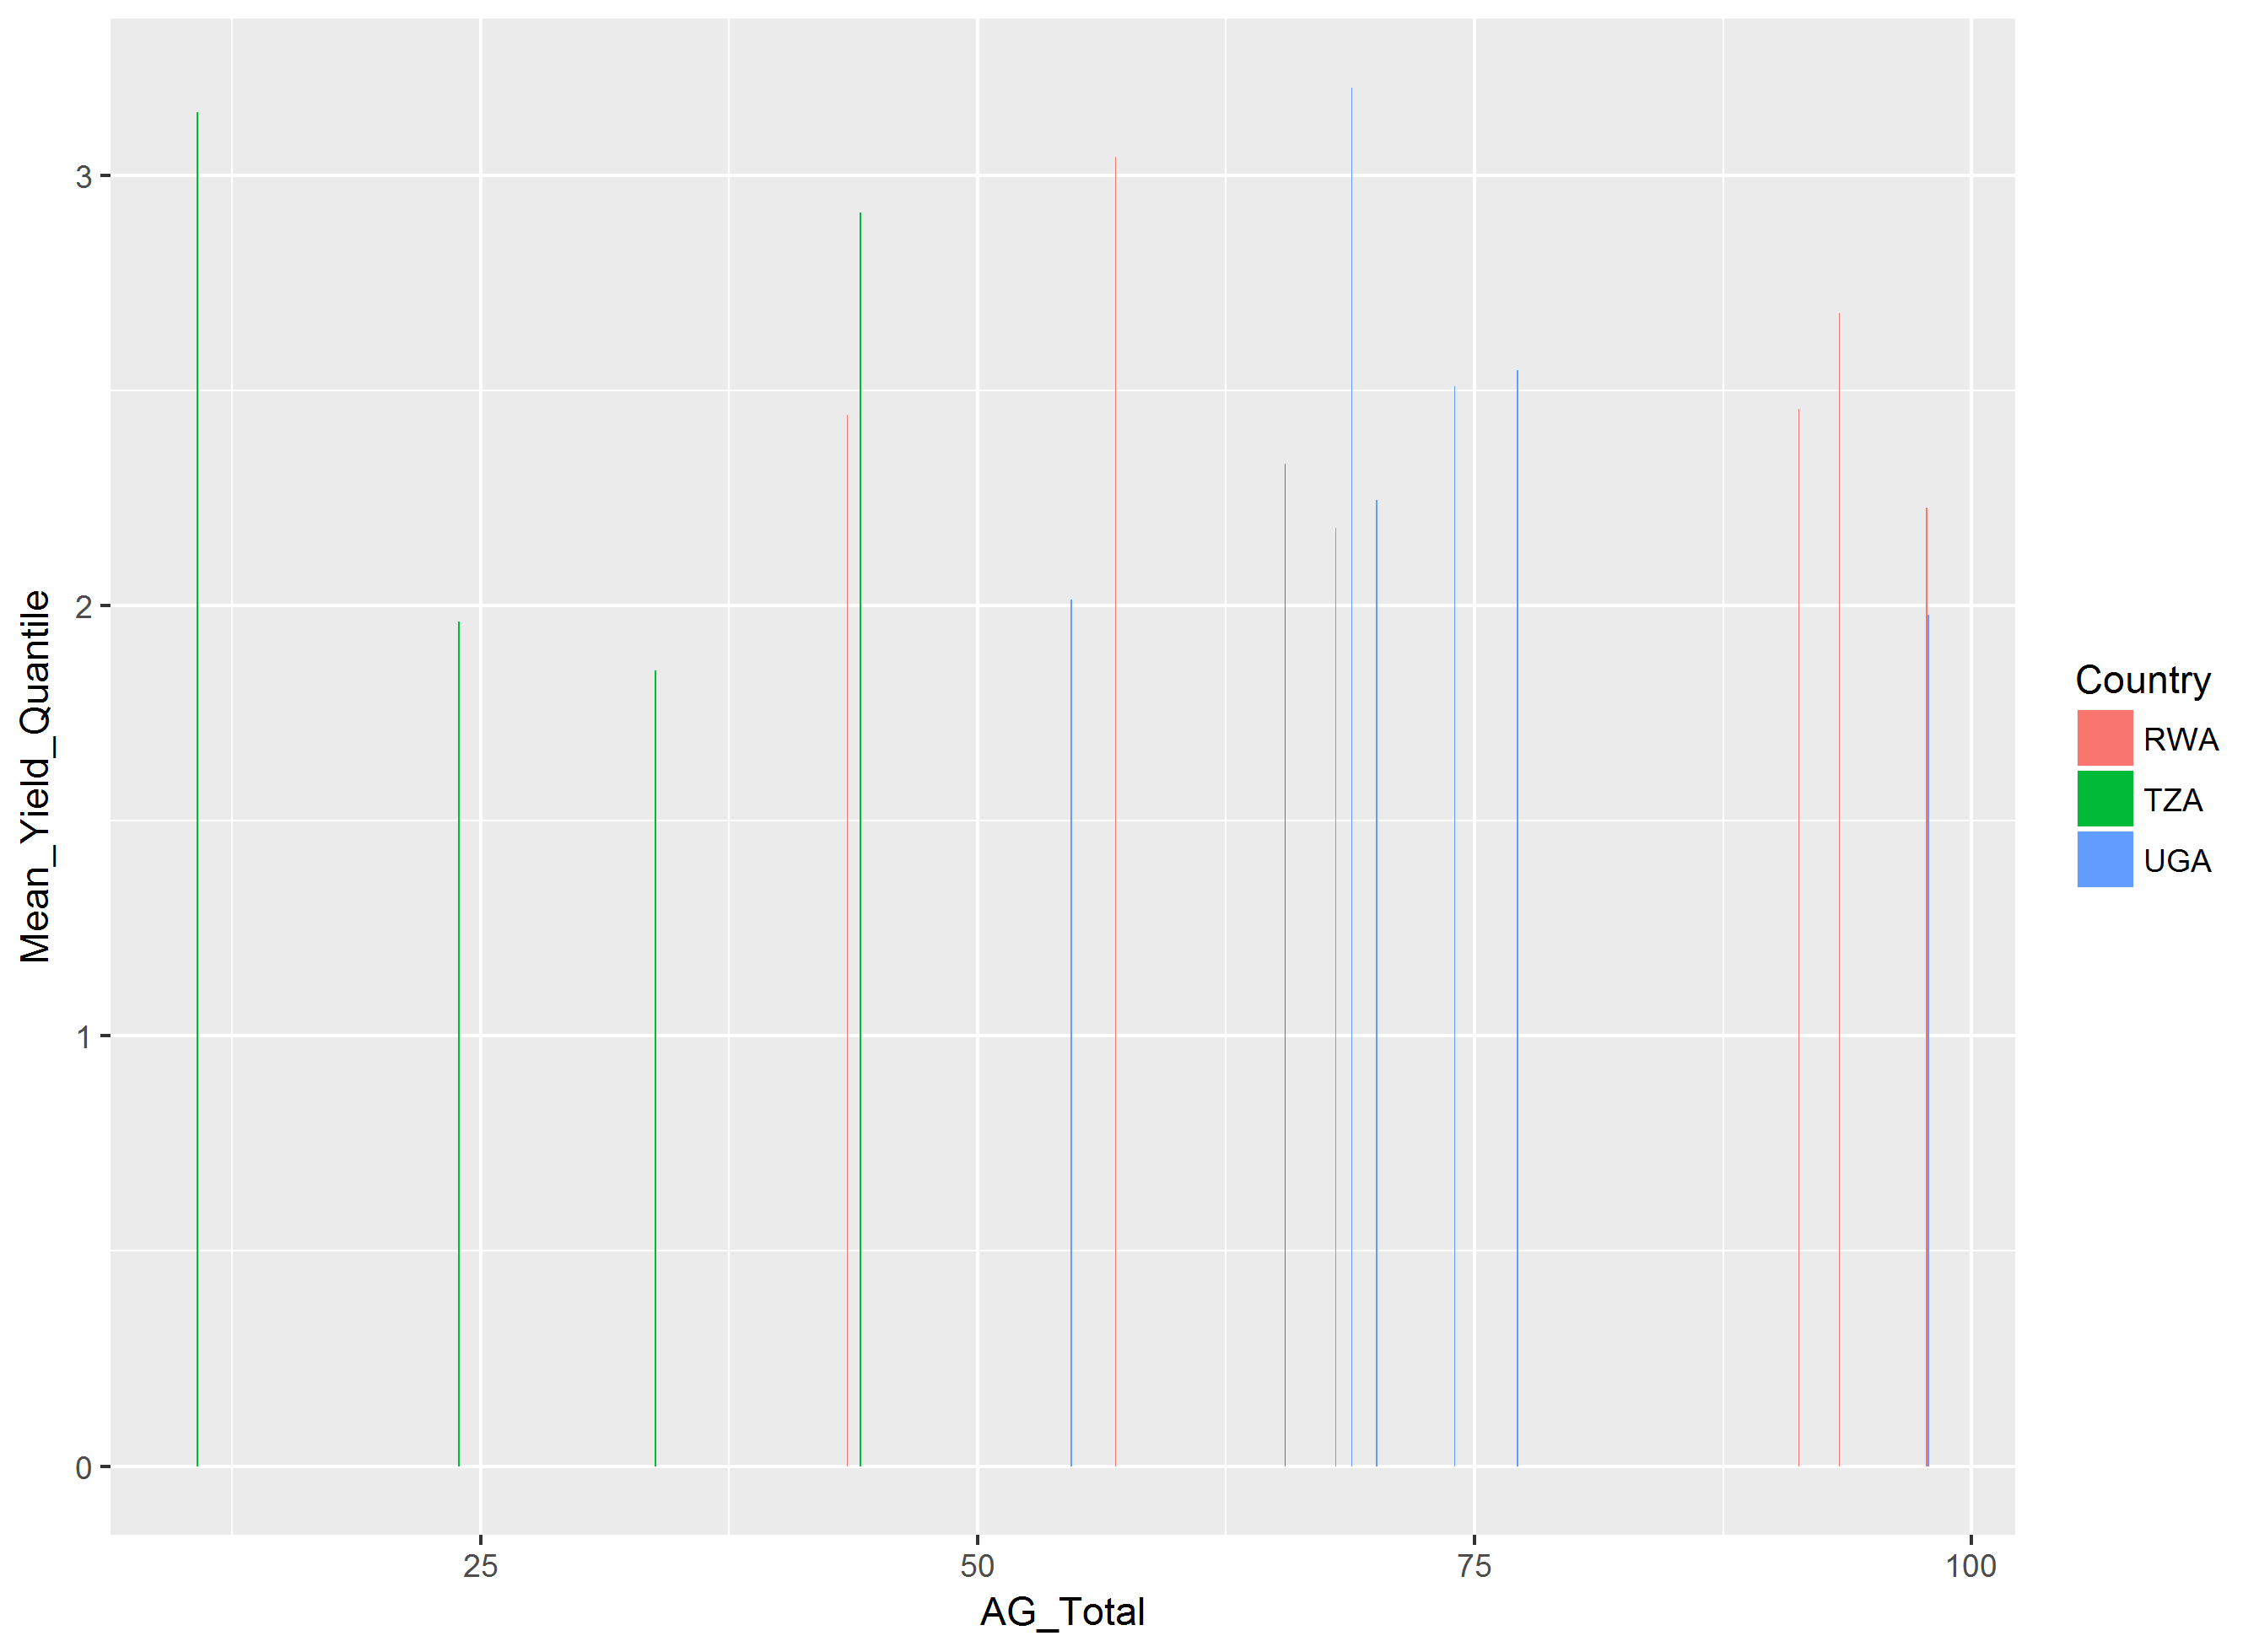 3
2
1
0
Mean_Yield_Quantile
25 50 75 100
AG_Total
Country
RWA
TZA
UGA